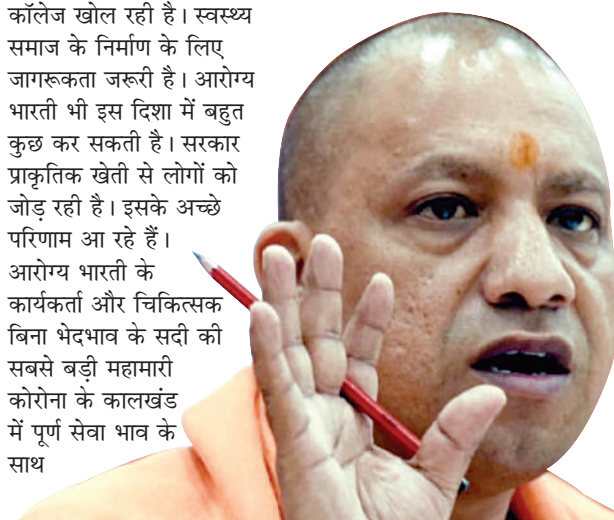 कॉलेज खोल रही है। स्वस्थ्य
समाज के निर्माण के लिए
जागरूकता जरूरी है। आरोग्य
भारती भी इस दिशा में बहुत
कुछ कर सकती है। सरकार
प्राकृतिक खेती से लोगों को
जोड़ रही है। इसके अच्छे
परिणाम आ रहे हैं।
आरोग्य भारती के
कार्यकर्ता और चिकित्सक
बिना भेदभाव के सदी की
सबसे बड़ी महामारी
कोरोना के कालखंड
में पूर्ण सेवा भाव के
साथ